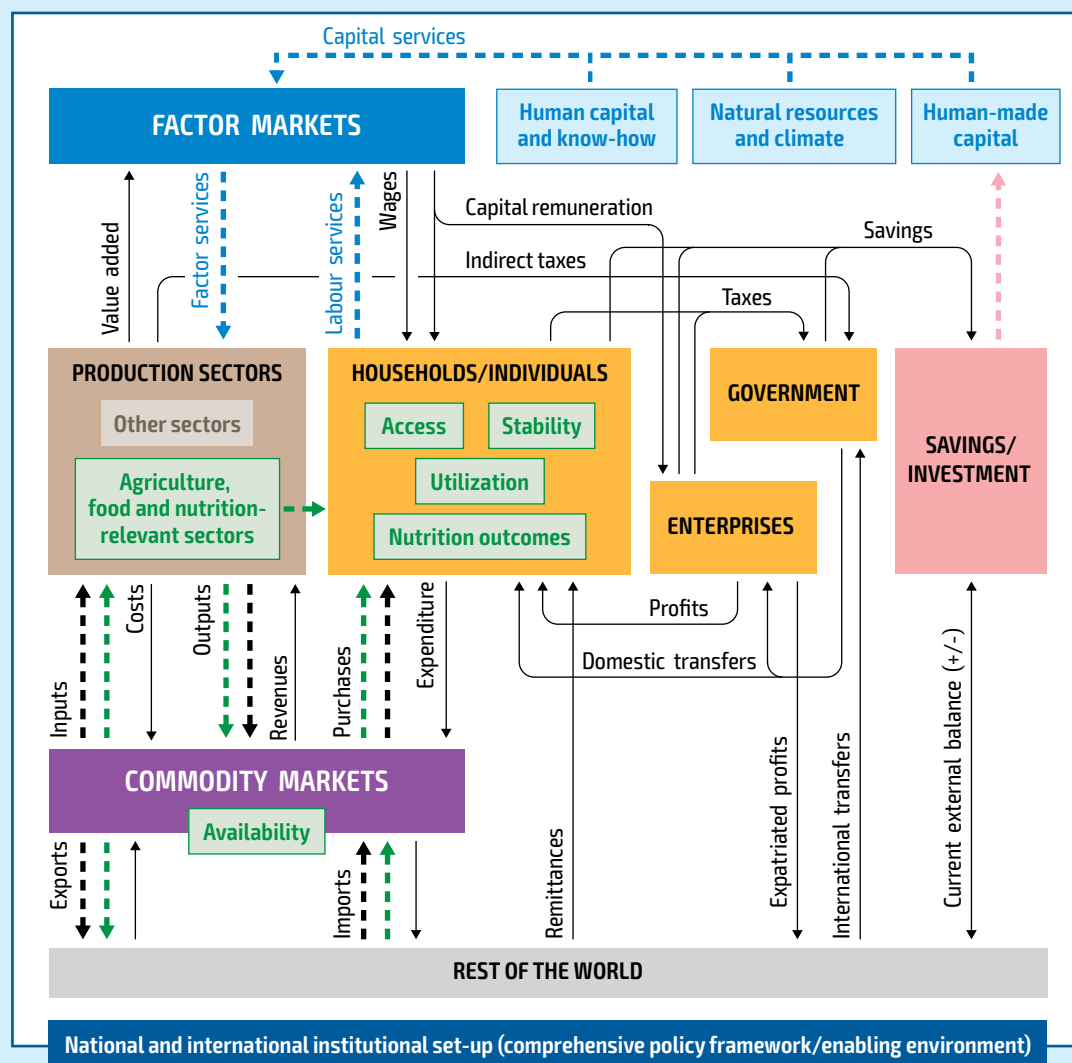 Capital services
FACTOR MARKETS
Human capital
and know-how
Natural resources
and climate
Human-made
capital
Value added
Factor services
Labour services
Wages
Capital remuneration
Savings
Indirect taxes
Taxes
PRODUCTION SECTORS
Other sectors
Agriculture,
food and nutrition-
relevant sectors
HOUSEHOLDS/INDIVIDUALS
Access
Stability
Utilization
Nutrition outcomes
GOVERNMENT
ENTERPRISES
SAVINGS/
INVESTMENT
Inputs
Costs
Outputs
Revenues
Purchases
Expenditure
Profits
Domestic transfers
COMMODITY MARKETS
Availability
Exports
Imports
Remittances
Expatriated profits
International transfers
Current external balance (+/-)
REST OF THE WORLD
National and international institutional set-up (comprehensive policy framework/enabling environment)